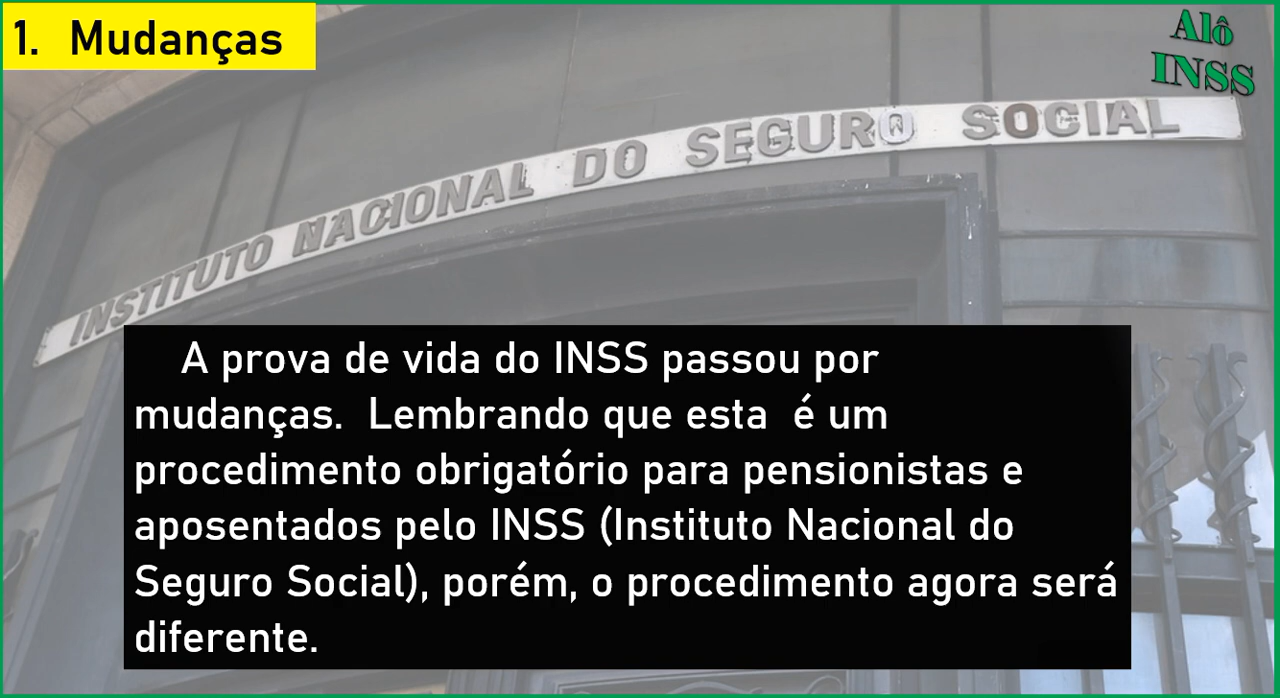 1. Mudanças
Alô
INSS
INSTITUTO NACIONAL DO SEGURO SOCIAL
A prova de vida do INSS passou por
mudanças. Lembrando que esta é um
procedimento obrigatório para pensionistas e
aposentados pelo INSS (Instituto Nacional do
Seguro Social), porém, o procedimento agora será
diferente.